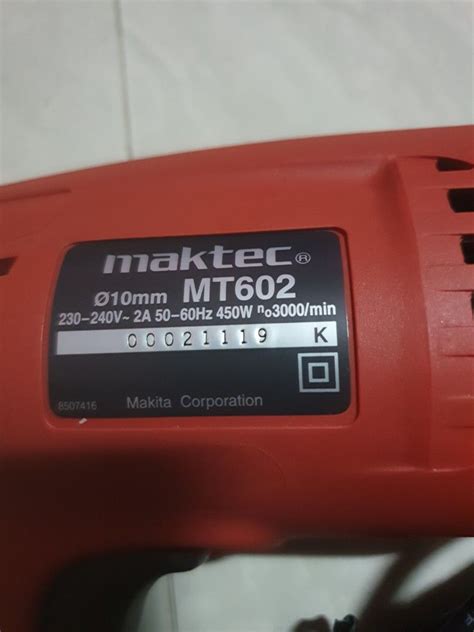 maktec®
Ø10mm MT602
230-240V~ 2A 50-60Hz 450W n₀3000/min
00021119 K
8507416 Makita Corporation